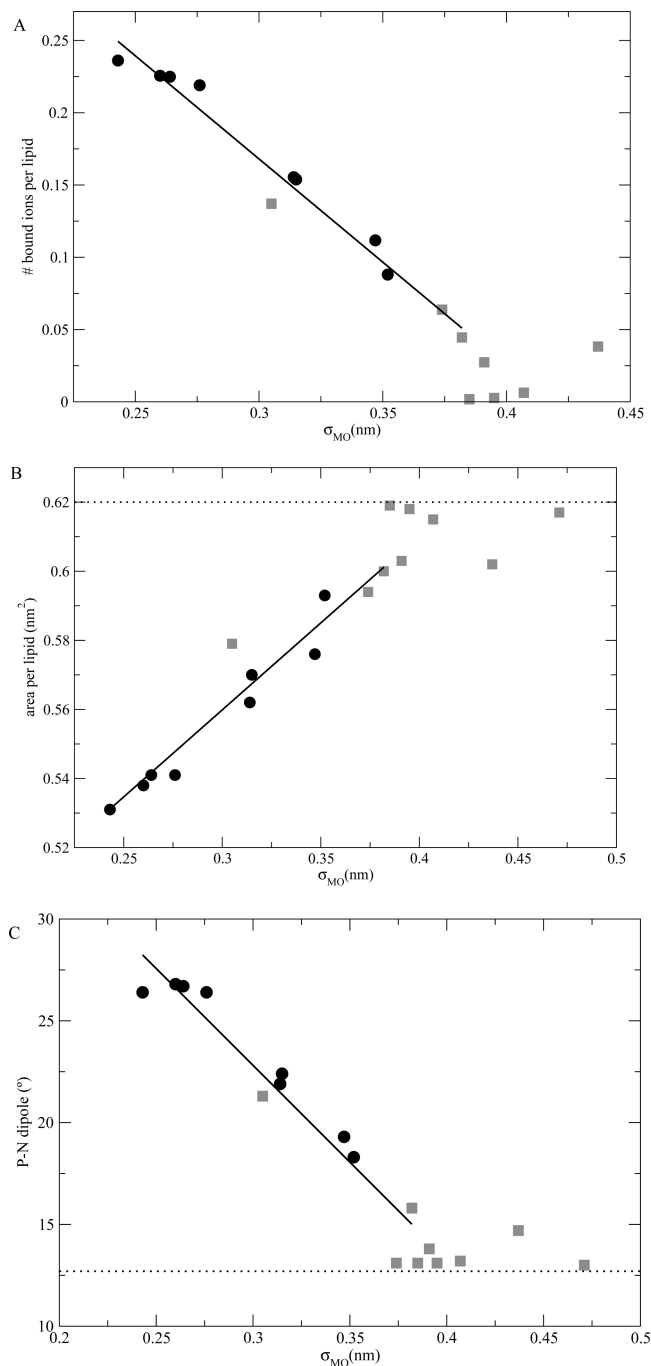 A
0.25
0.2
0.15
0.1
0.05
0
# bound ions per lipid
0.25 0.3 0.35 0.4 0.45
σMO(nm)
B
0.62
0.6
0.58
0.56
0.54
0.52
area per lipid (nm²)
0.25 0.3 0.35 0.4 0.45 0.5
σMO(nm)
C
30
25
20
15
10
P-N dipole (º)
0.2 0.25 0.3 0.35 0.4 0.45 0.5
σMO(nm)